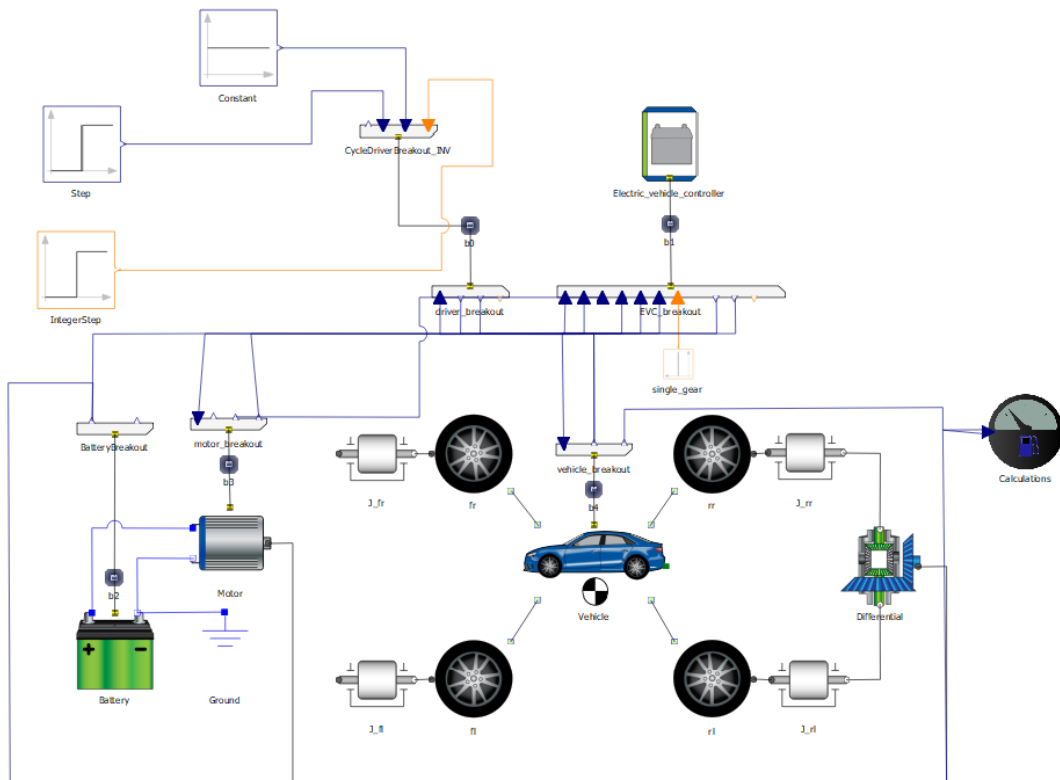 Constant
CycleDriverBreakout_INV
Step
Electric_vehicle_controller
b0
b1
IntegerStep
driver_breakout
EVC_breakout
single_gear
BatteryBreakout
motor_breakout
vehicle_breakout
Calculations
b3
J_fr
fr
b4
rr
J_rr
b2
Motor
Vehicle
Differential
+
-
Battery
Ground
J_fl
fl
rl
J_rl